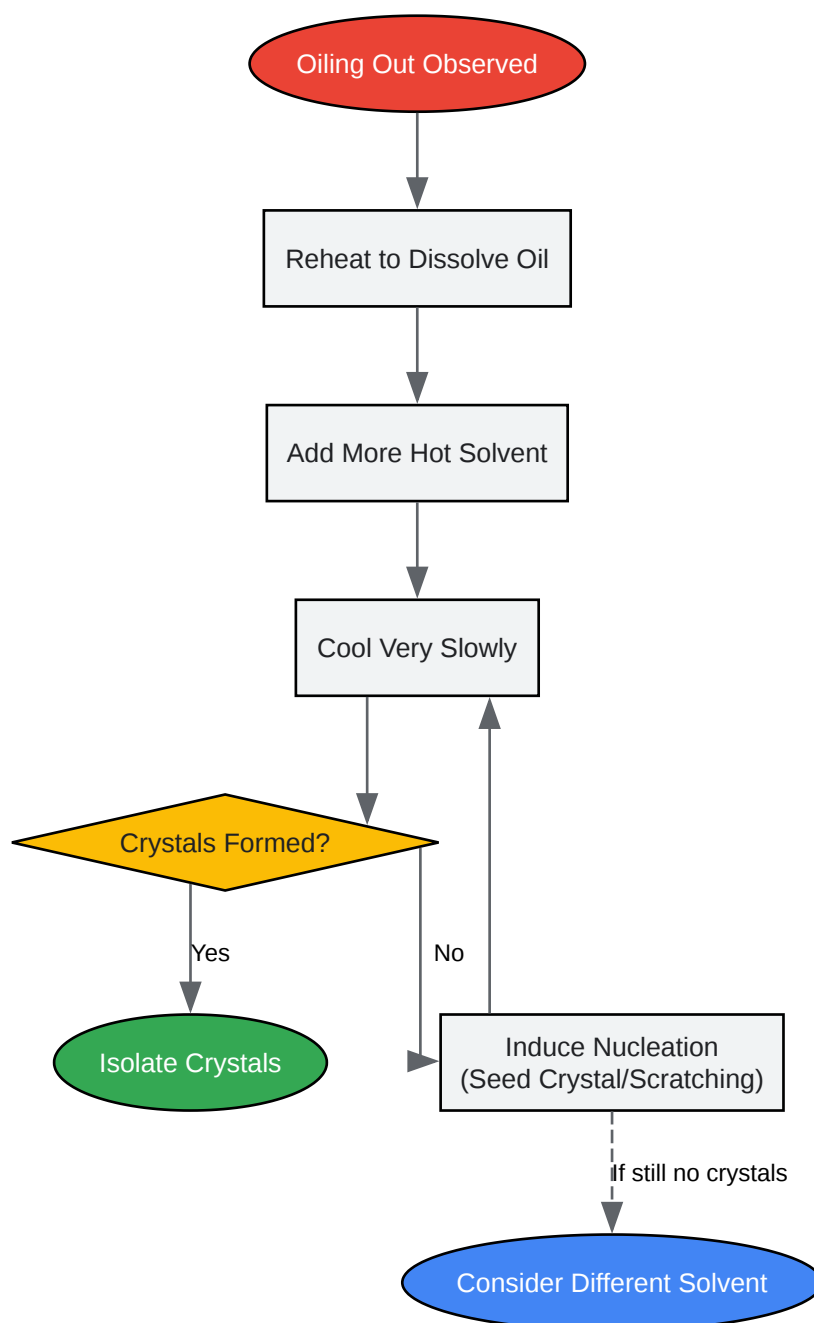 Oiling Out Observed
Reheat to Dissolve Oil
Add More Hot Solvent
Cool Very Slowly
Crystals Formed?
Yes
No
Isolate Crystals
Induce Nucleation
(Seed Crystal/Scratching)
If still no crystals
Consider Different Solvent